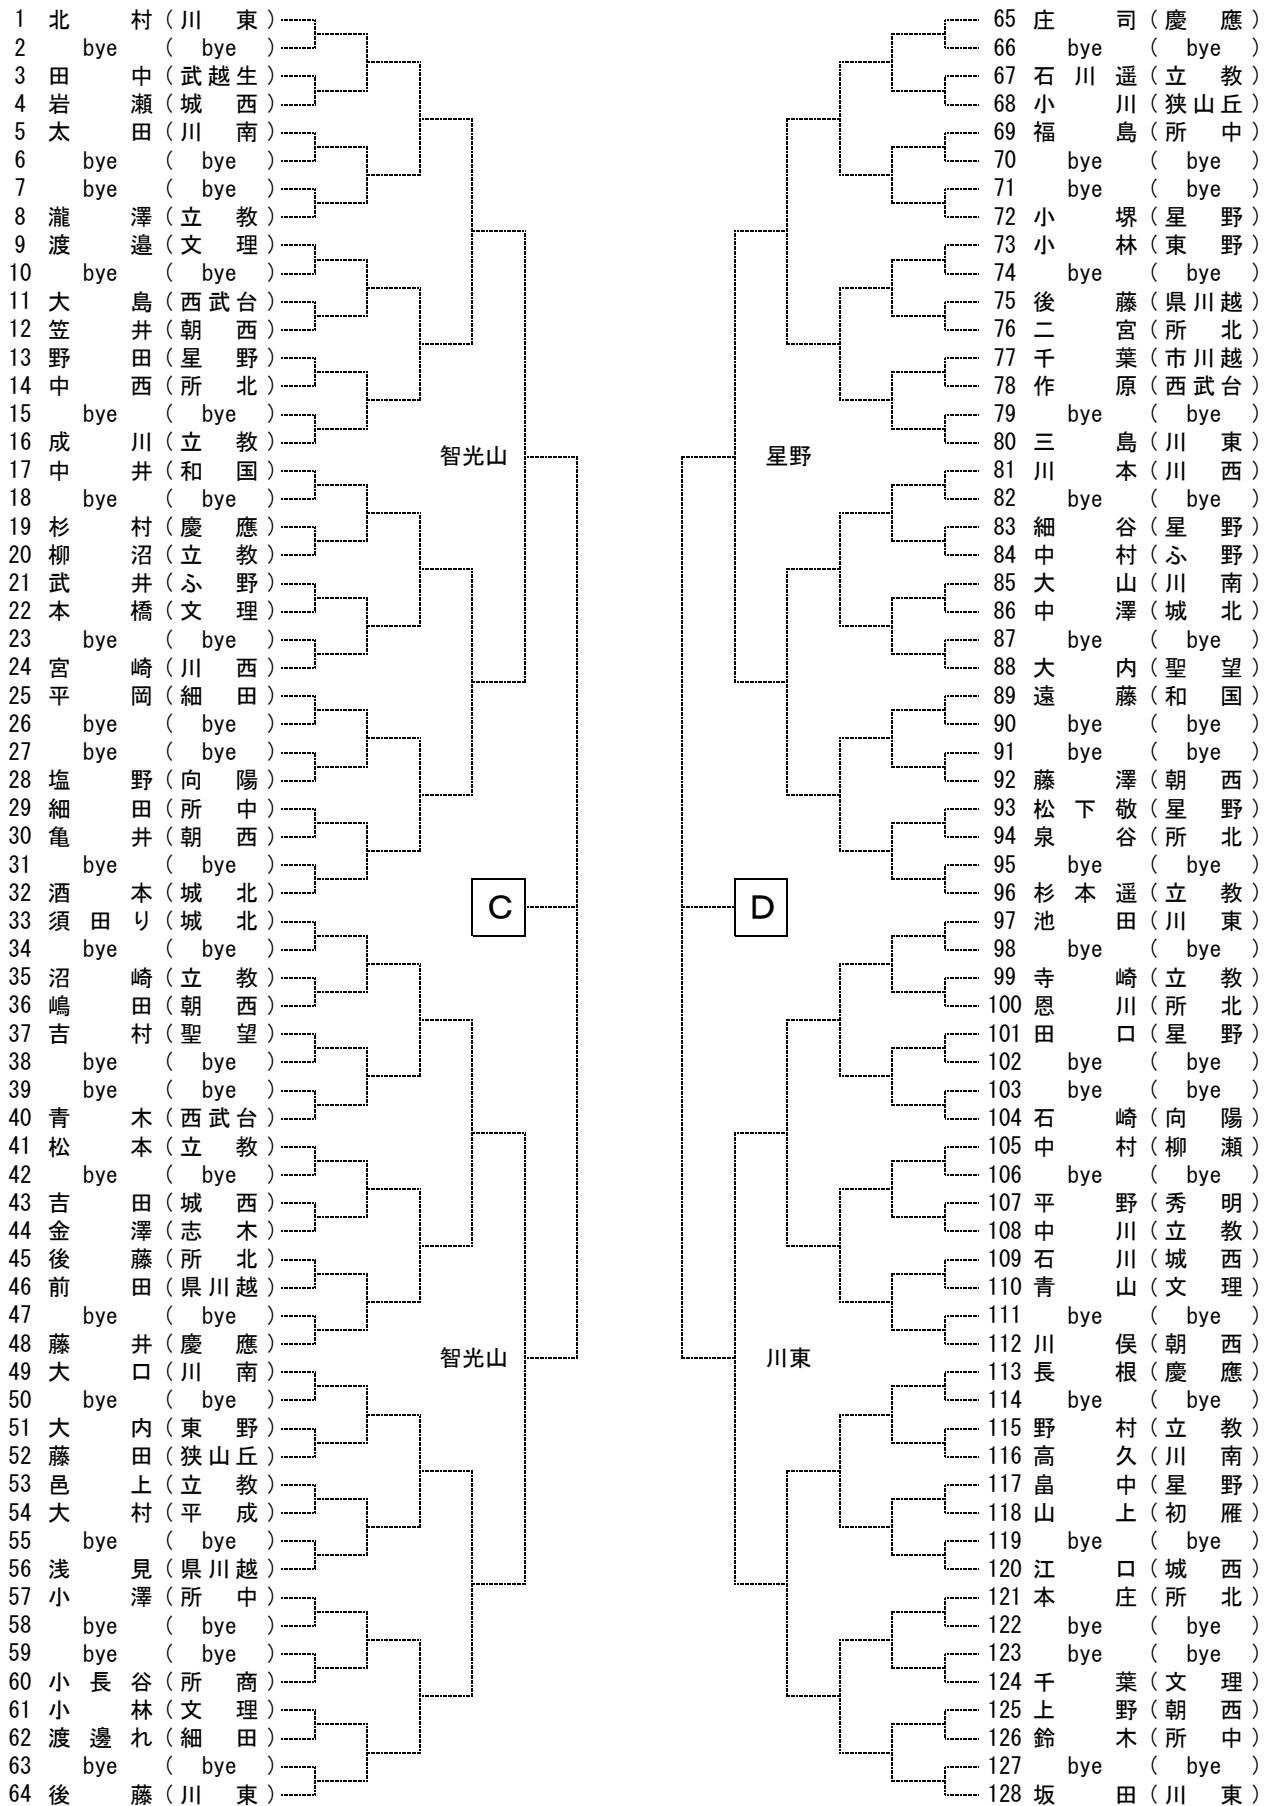 1 北村(川東)
2 bye (bye)
3 田中(武越生)
4 岩瀬(城西)
5 太田(川南)
6 bye (bye)
7 bye (bye)
8 瀧澤(立教)
9 渡邉(文理)
10 bye (bye)
11 大島(西武台)
12 笠井(朝西)
13 野田(星野)
14 中西(所北)
15 bye (bye)
16 成川(立教)
17 中井(和国)
18 bye (bye)
19 杉村(慶應)
20 柳沼(立教)
21 武井(ふ野)
22 本橋(文理)
23 bye (bye)
24 宮崎(川西)
25 平岡(細田)
26 bye (bye)
27 bye (bye)
28 塩野(向陽)
29 細田(所中)
30 亀井(朝西)
31 bye (bye)
32 酒本(城北)
33 須田り(城北)
34 bye (bye)
35 沼崎(立教)
36 嶋田(朝西)
37 吉村(聖望)
38 bye (bye)
39 bye (bye)
40 青木(西武台)
41 松本(立教)
42 bye (bye)
43 吉田(城西)
44 金澤(志木)
45 後藤(所北)
46 前田(県川越)
47 bye (bye)
48 藤井(慶應)
49 大口(川南)
50 bye (bye)
51 大内(東野)
52 藤田(狭山丘)
53 邑上(立教)
54 大村(平成)
55 bye (bye)
56 浅見(県川越)
57 小澤(所中)
58 bye (bye)
59 bye (bye)
60 小長谷(所商)
61 小林(文理)
62 渡邊れ(細田)
63 bye (bye)
64 後藤(川東)
智光山
C
智光山
星野
D
川東
65 庄司(慶應)
66 bye (bye)
67 石川遥(立教)
68 小川(狭山丘)
69 福島(所中)
70 bye (bye)
71 bye (bye)
72 小堺(星野)
73 小林(東野)
74 bye (bye)
75 後藤(県川越)
76 二宮(所北)
77 千葉(市川越)
78 作原(西武台)
79 bye (bye)
80 三島(川東)
81 川本(川西)
82 bye (bye)
83 細谷(星野)
84 中村(ふ野)
85 大山(川南)
86 中澤(城北)
87 bye (bye)
88 大内(聖望)
89 遠藤(和国)
90 bye (bye)
91 bye (bye)
92 藤澤(朝西)
93 松下敬(星野)
94 泉谷(所北)
95 bye (bye)
96 杉本遥(立教)
97 池田(川東)
98 bye (bye)
99 寺崎(立教)
100 恩川(所北)
101 田口(星野)
102 bye (bye)
103 bye (bye)
104 石崎(向陽)
105 中村(柳瀬)
106 bye (bye)
107 平野(秀明)
108 中川(立教)
109 石川(城西)
110 青山(文理)
111 bye (bye)
112 川俣(朝西)
113 長根(慶應)
114 bye (bye)
115 野村(立教)
116 高久(川南)
117 畠中(星野)
118 山上(初雁)
119 bye (bye)
120 江口(城西)
121 本庄(所北)
122 bye (bye)
123 bye (bye)
124 千葉(文理)
125 上野(朝西)
126 鈴木(所中)
127 bye (bye)
128 坂田(川東)